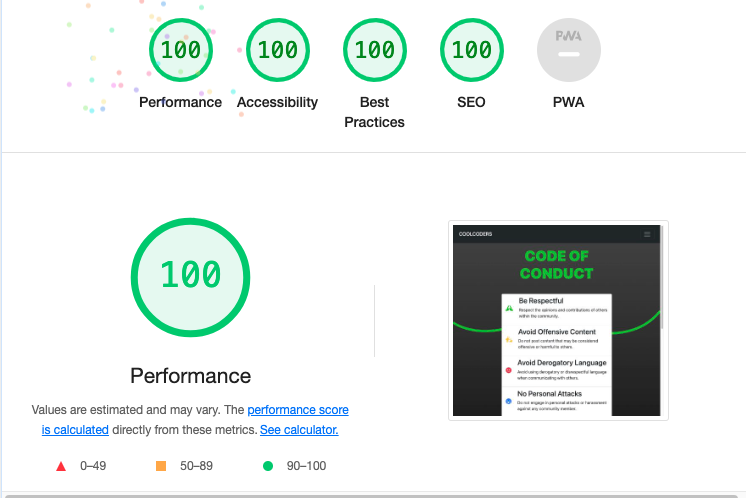 100
100
100
100
PWA
Performance
Accessibility
Best
Practices
SEO
PWA
100
Performance
Values are estimated and may vary. The performance score
is calculated directly from these metrics. See calculator.
0–49
50–89
90–100
COOLCODERS
CODE OF
CONDUCT
Be Respectful
Respect the opinions and contributions of others
within the community.
Avoid Offensive Content
Do not post content that may be considered
offensive or harmful to others.
Avoid Derogatory Language
Avoid using derogatory or disrespectful language
when communicating with others.
No Personal Attacks
Do not engage in personal attacks or harassment
against any community member.